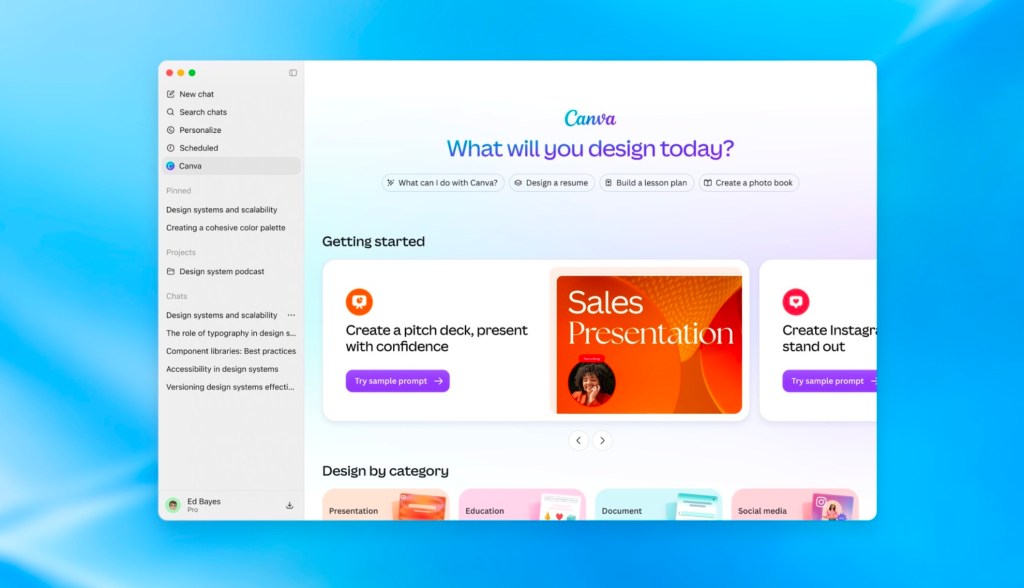 New chat
Search chats
Personalize
Scheduled
Canva
Pinned
Design systems and scalability
Creating a cohesive color palette
Projects
Design system podcast
Chats
Design systems and scalability
The role of typography in design s...
Component libraries: Best practices
Accessibility in design systems
Versioning design systems effecti...
Ed Bayes
Pro
Canva
What will you design today?
What can I do with Canva?
Design a resume
Build a lesson plan
Create a photo book
Getting started
Create a pitch deck, present
with confidence
Try sample prompt
Sales
Presentation
Create Instagra
stand out
Try sample prompt
Design by category
Presentation
Education
Document
Social media